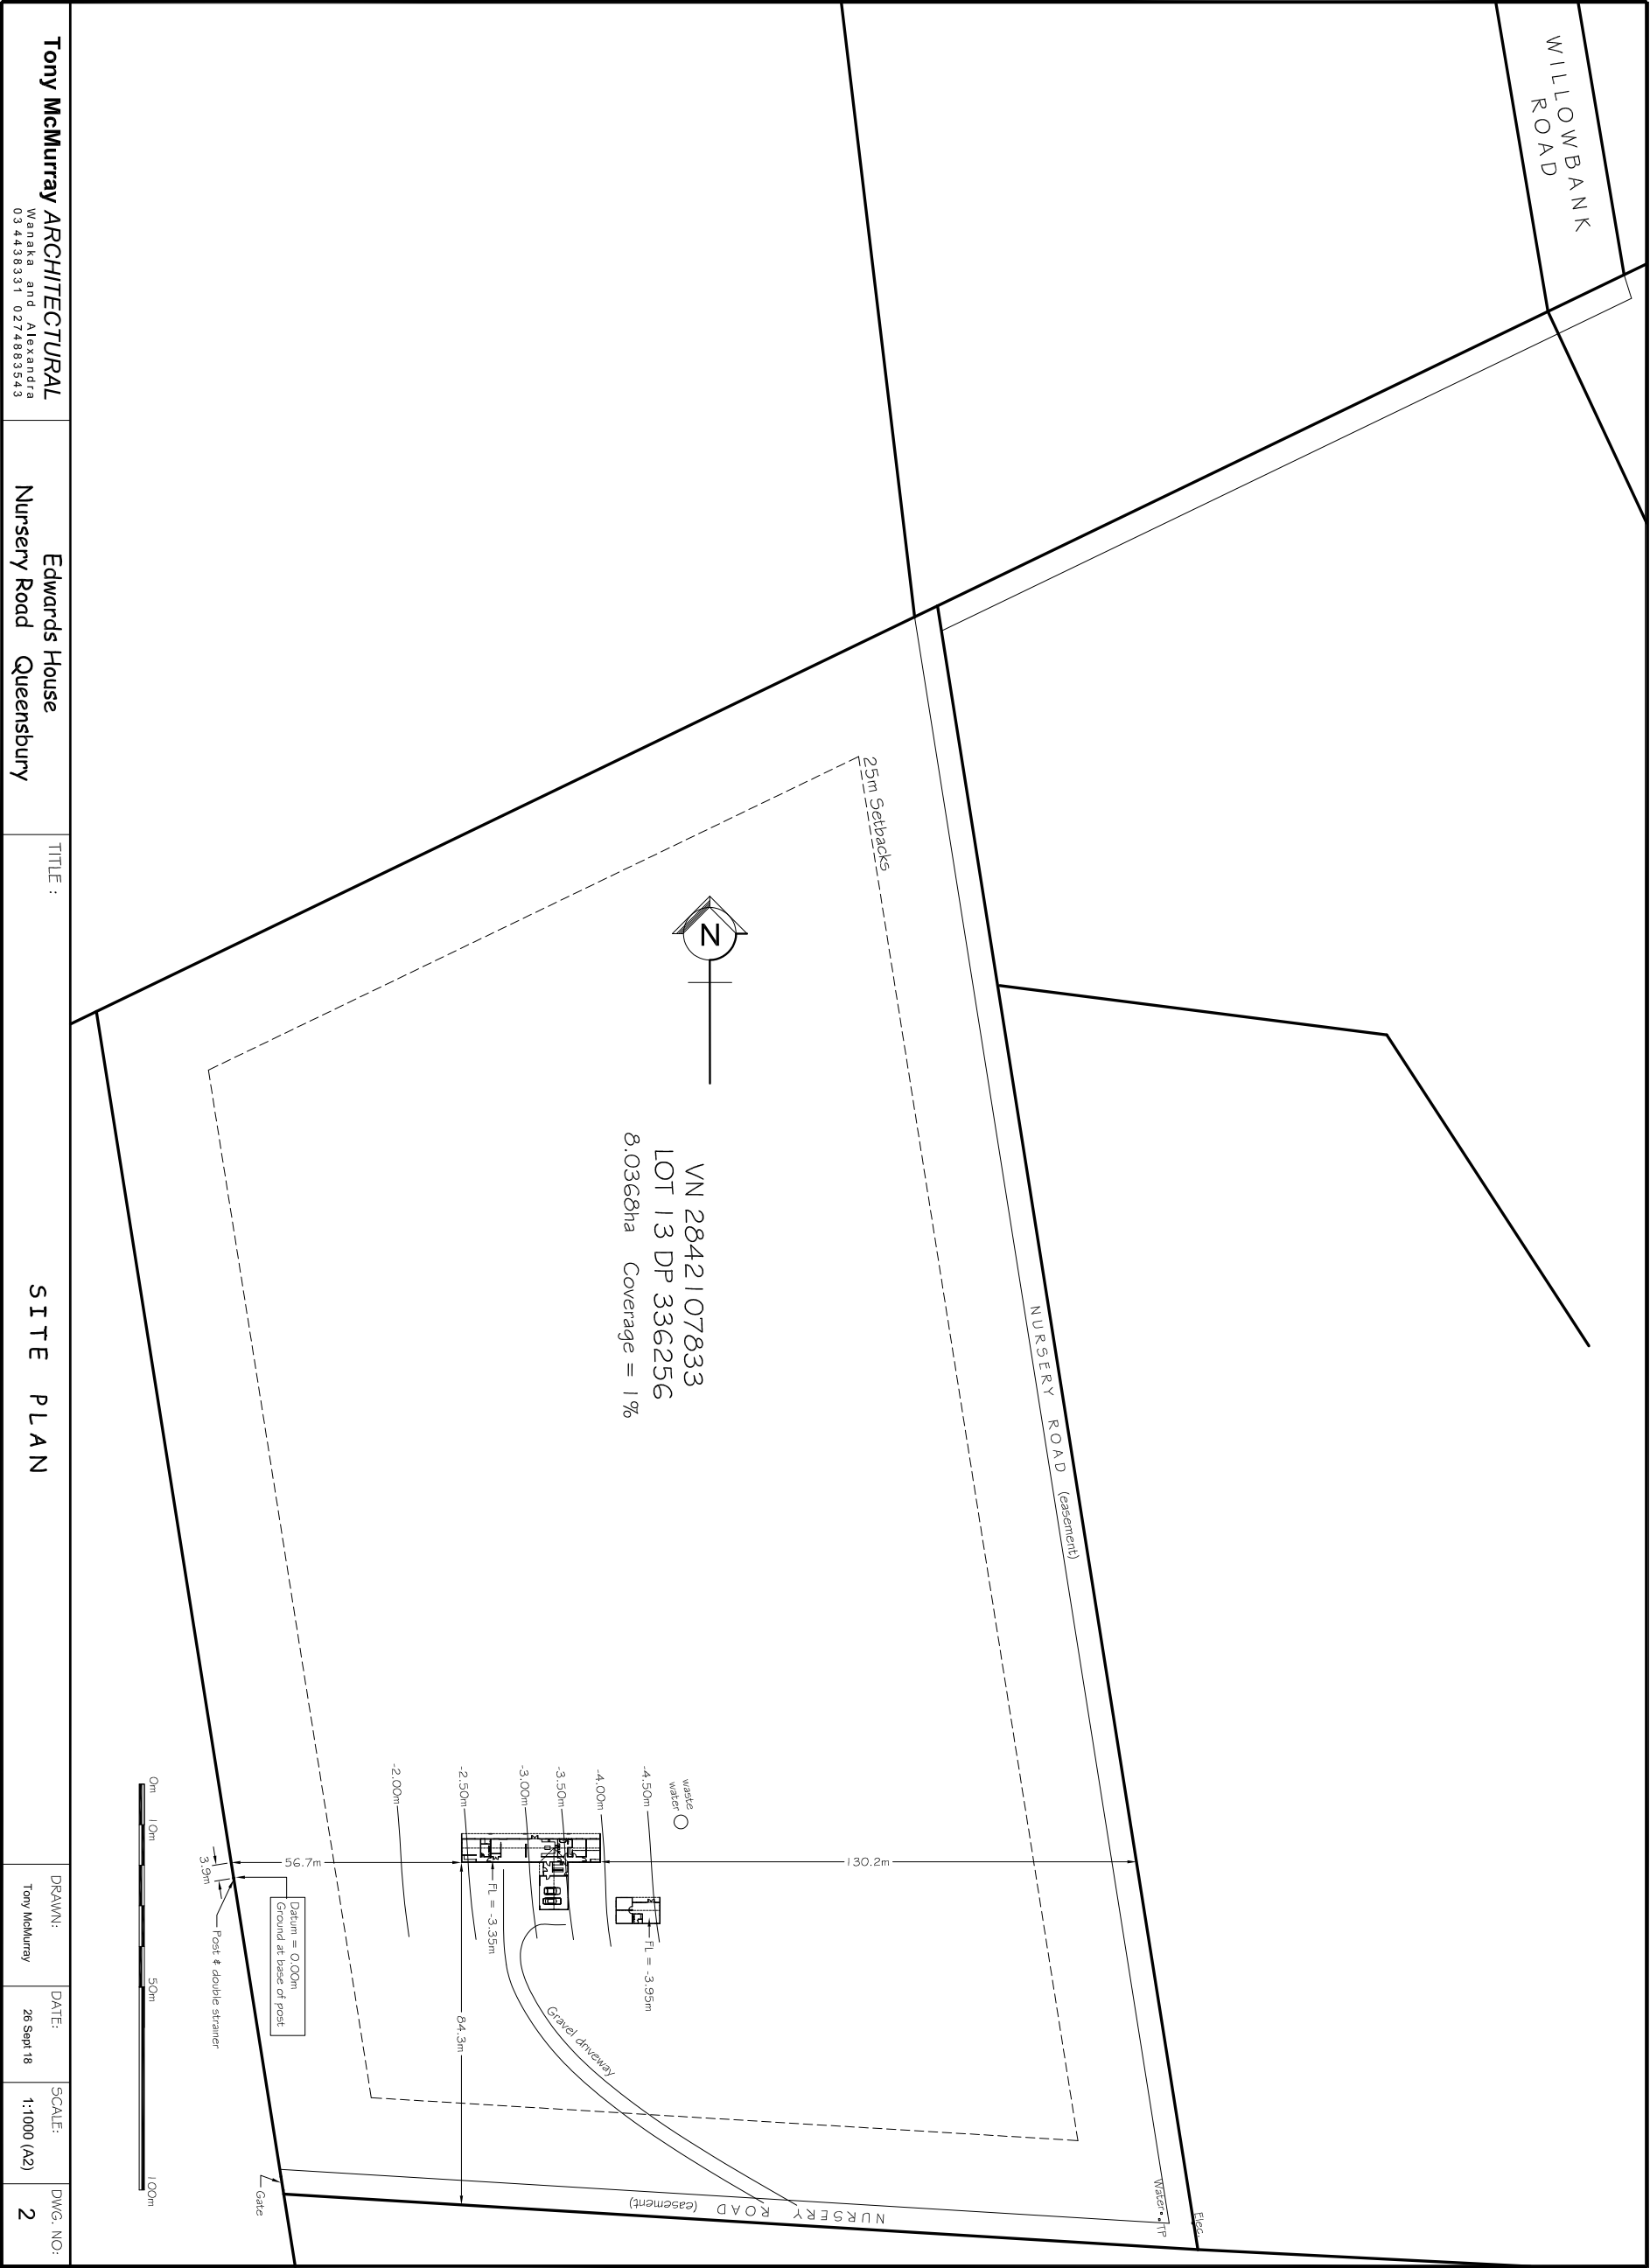 WILLOWBANK
ROAD
25m Setbacks
N
VN 2842107833
LOT 13 DP 336256
8.0368ha Coverage = 1%
NURSERY ROAD (easement)
waste
water
-4.50m
-4.00m
-3.50m
-3.00m
-2.50m
-2.00m
130.2m
56.7m
84.3m
FL = -3.95m
FL = -3.35m
Gravel driveway
NURSERY ROAD (easement)
Elec.
Water
TP
Gate
Datum = 0.00m
Ground at base of post
3.9m
Post & double strainer
0m 10m 50m 100m
Tony McMurray ARCHITECTURAL
Wanaka and Alexandra
03 4438331 0274883543
Edwards House
Nursery Road Queensbury
TITLE :
SITE PLAN
DRAWN:
Tony McMurray
DATE:
26 Sept 18
SCALE:
1:1000 (A2)
DWG. NO:
2